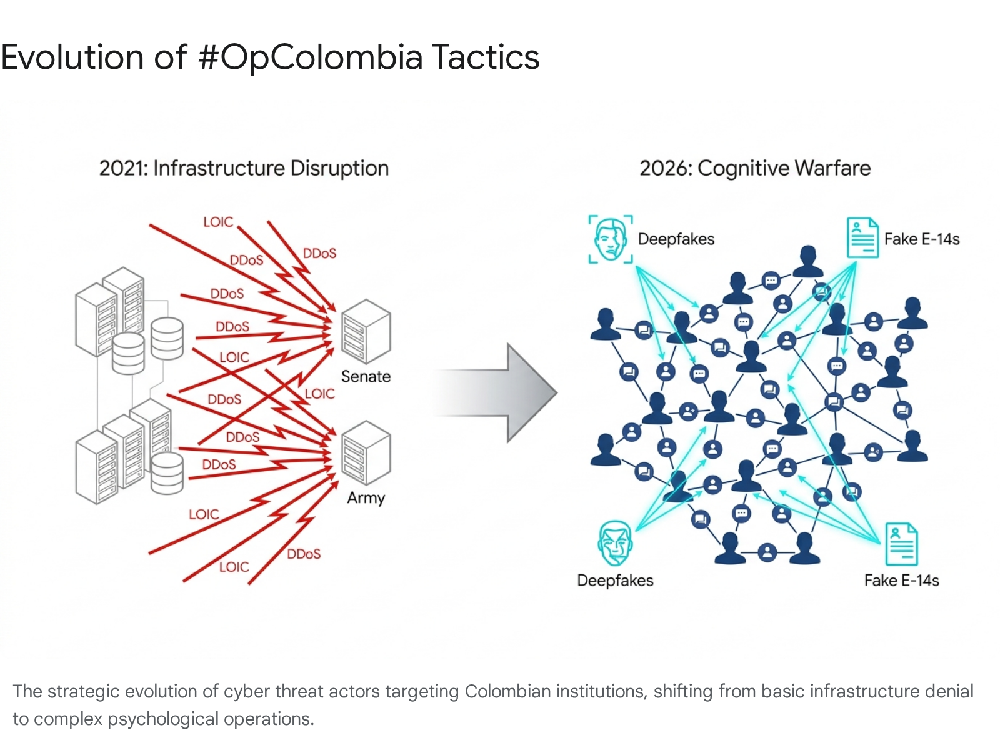 Evolution of #OpColombia Tactics
2021: Infrastructure Disruption
LOIC
DDoS
DDoS
DDoS
DDoS
LOIC
DDoS
LOIC
DDoS
DDoS
LOIC
LOIC
DDoS
Senate
Army
2026: Cognitive Warfare
Deepfakes
Fake E-14s
Deepfakes
Fake E-14s
The strategic evolution of cyber threat actors targeting Colombian institutions, shifting from basic infrastructure denial
to complex psychological operations.